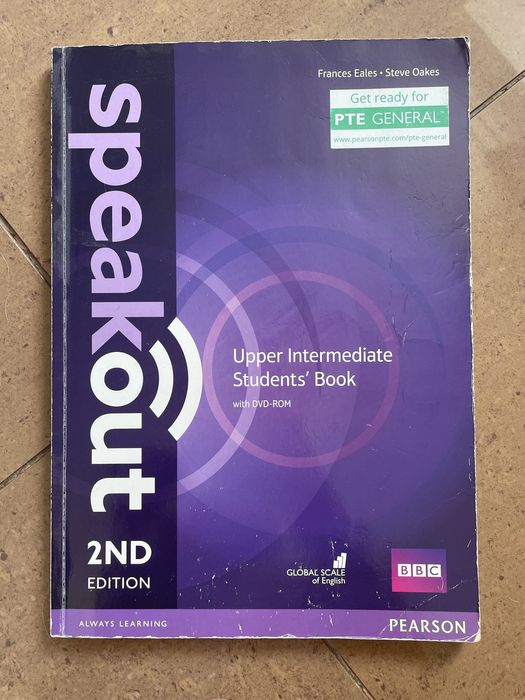 Frances Eales • Steve Oakes
Get ready for
PTE GENERAL™
www.pearsonpte.com/pte-general
speakout
2ND
EDITION
Upper Intermediate
Students' Book
with DVD-ROM
GLOBAL SCALE
of English
BBC
ALWAYS LEARNING
PEARSON